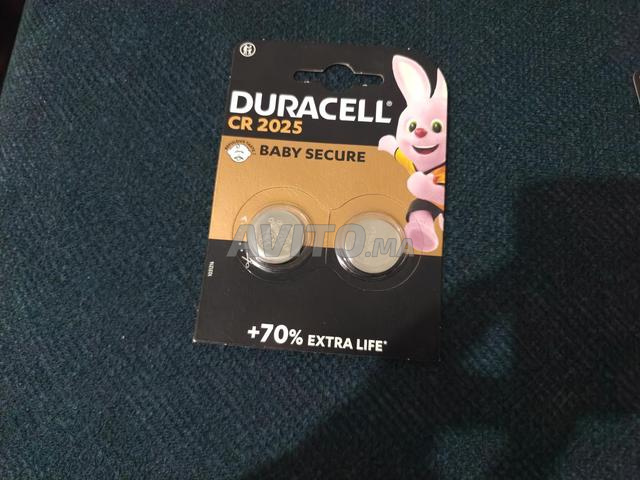 DURACELL
CR 2025
BABY SECURE
AVITO.MA
+70% EXTRA LIFE*